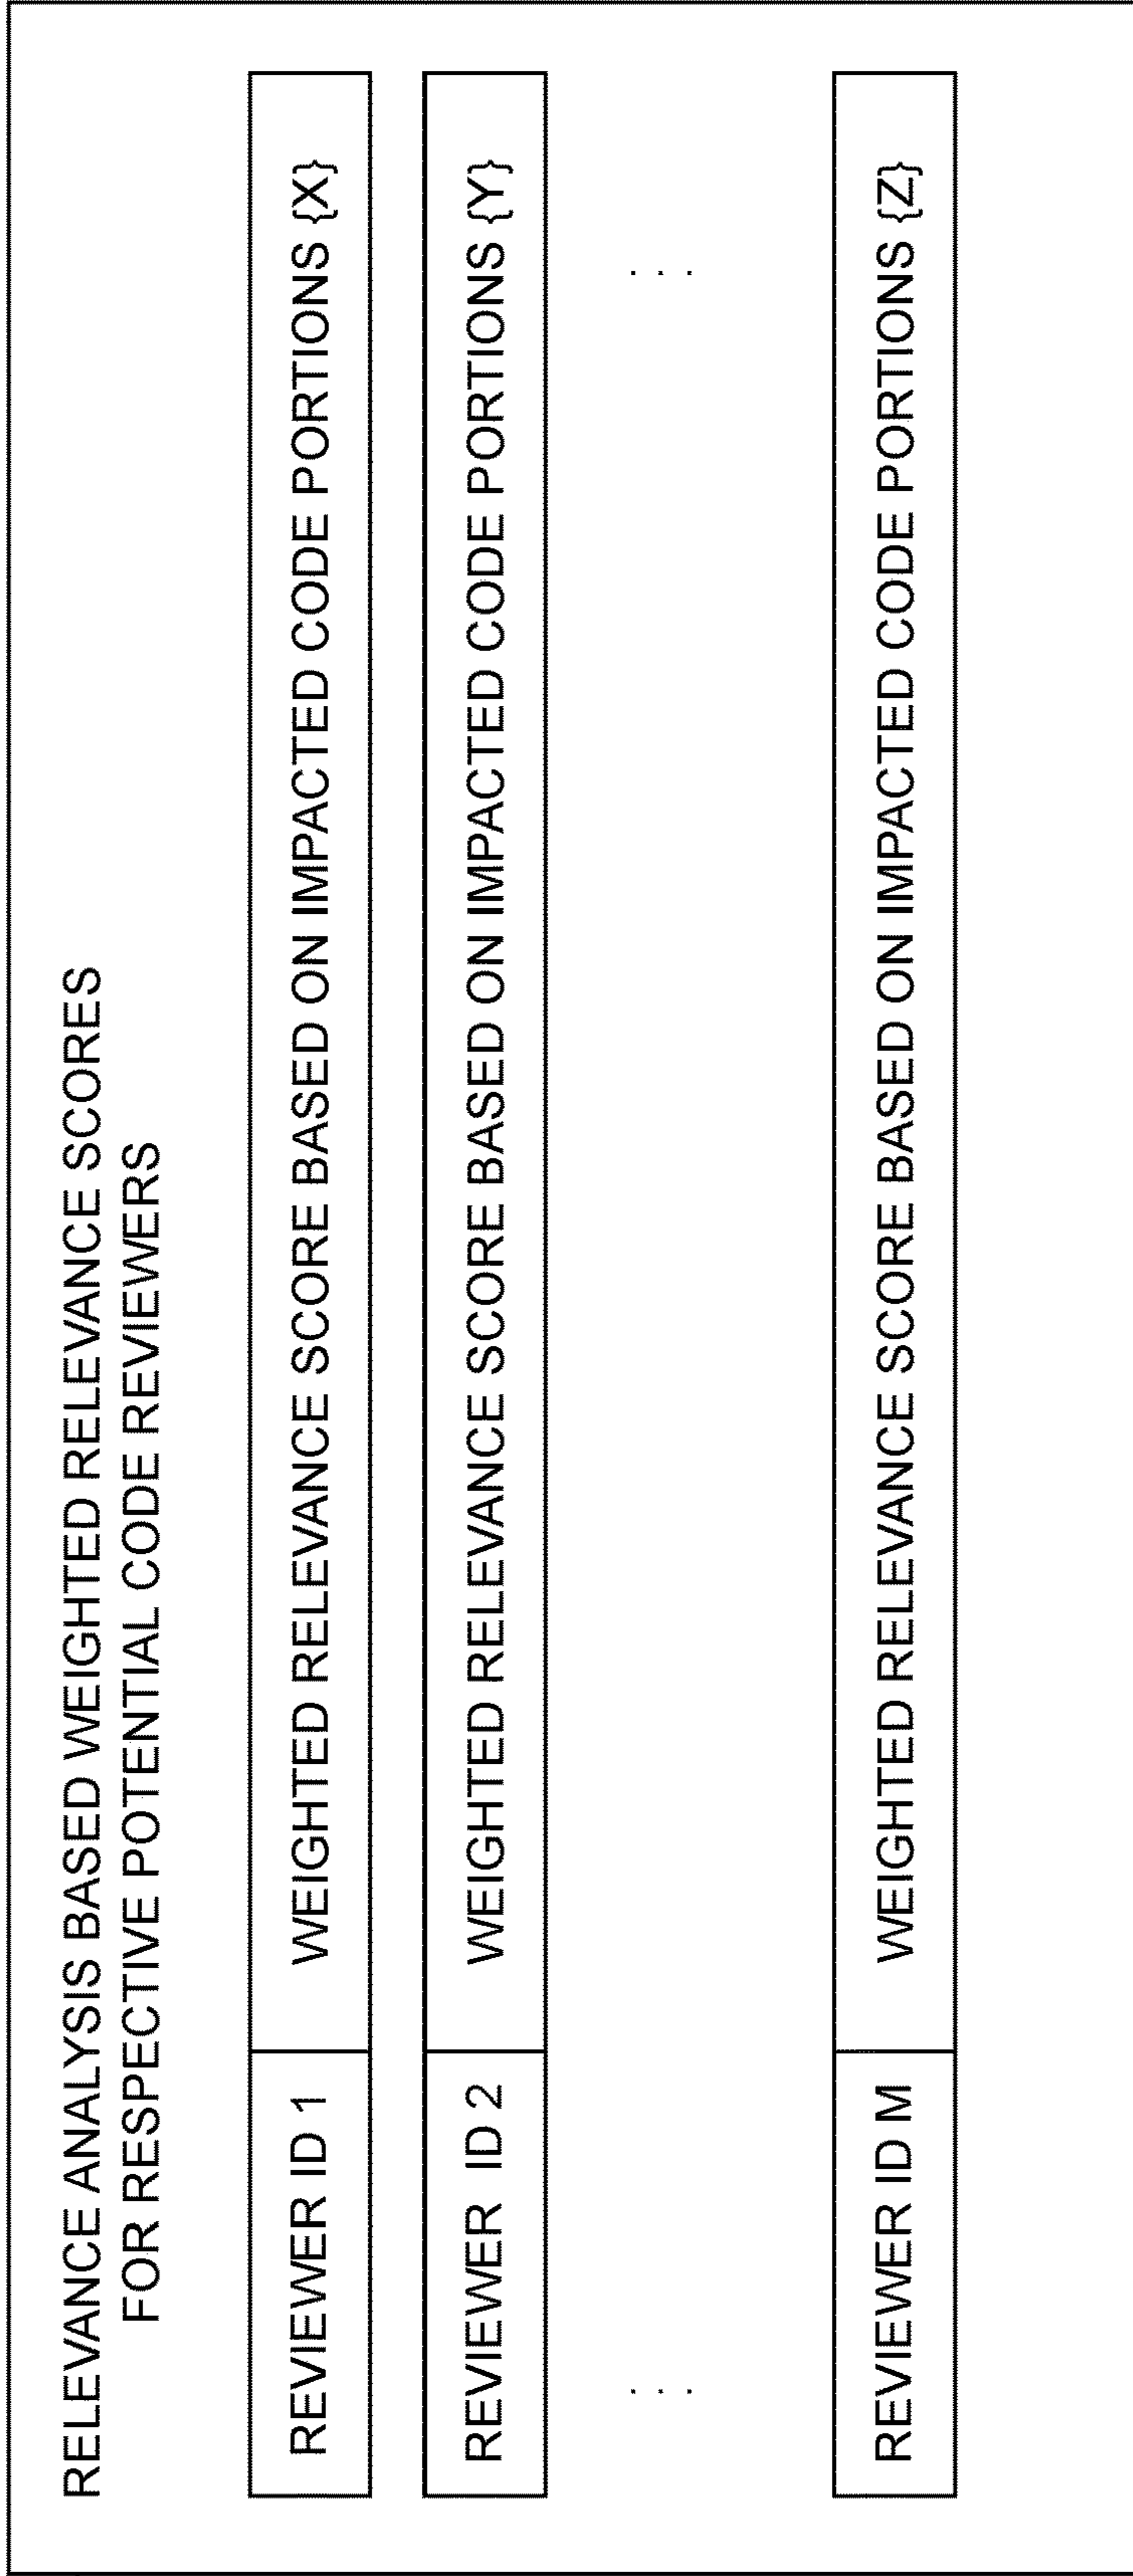 RELEVANCE ANALYSIS BASED WEIGHTED RELEVANCE SCORES
FOR RESPECTIVE POTENTIAL CODE REVIEWERS
REVIEWER ID 1 WEIGHTED RELEVANCE SCORE BASED ON IMPACTED CODE PORTIONS {X}
REVIEWER ID 2 WEIGHTED RELEVANCE SCORE BASED ON IMPACTED CODE PORTIONS {Y}
. . . . . .
REVIEWER ID M WEIGHTED RELEVANCE SCORE BASED ON IMPACTED CODE PORTIONS {Z}